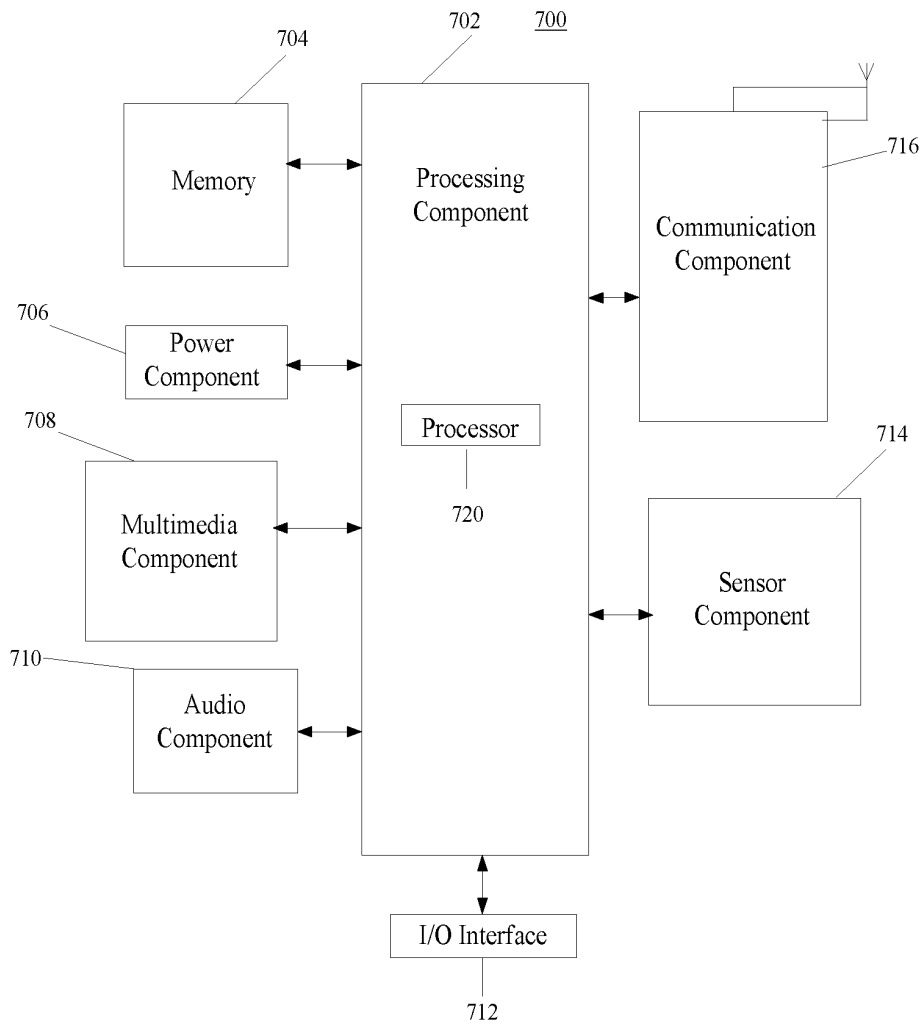 702
700
704
716
Memory
Processing
Component
Communication
Component
706
Power
Component
708
Processor
714
720
Multimedia
Component
Sensor
Component
710
Audio
Component
I/O Interface
712